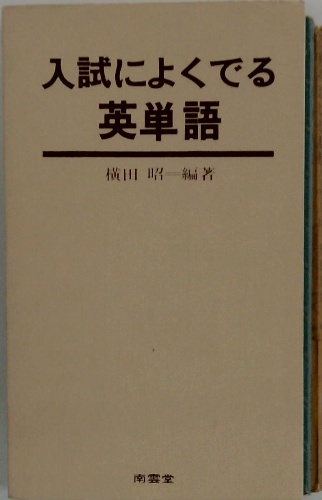 入試によくでる
英単語
横田 昭一編著
南雲堂